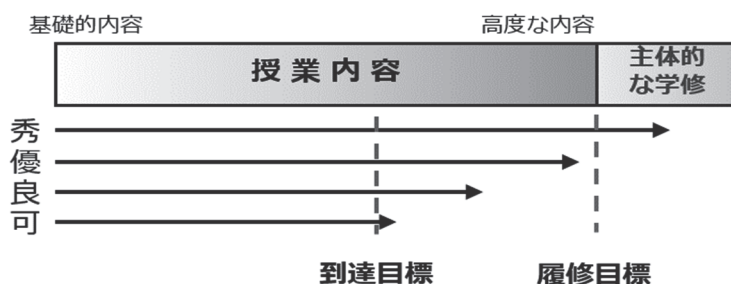 基礎的内容
高度な内容
授業内容
主体的
な学修
秀
優
良
可
到達目標
履修目標